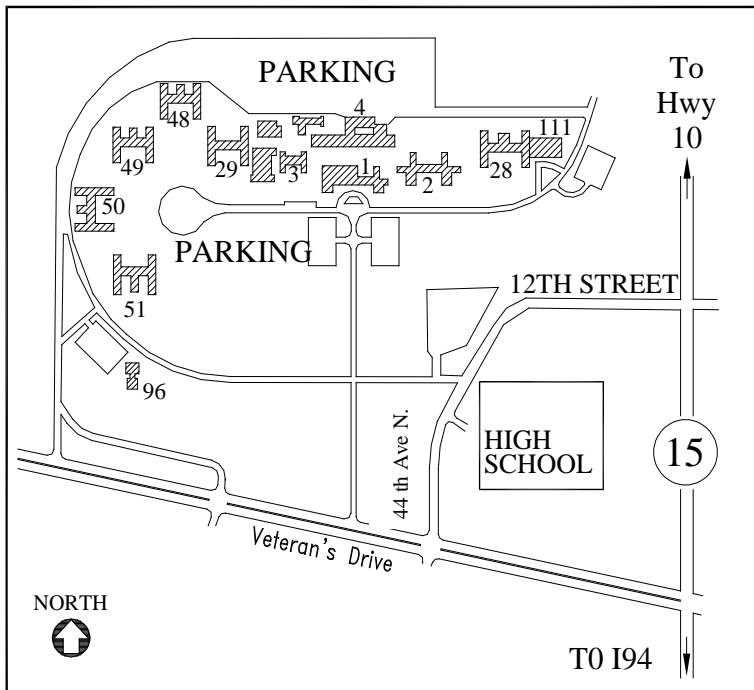 PARKING
To
Hwy
10
48
4
111
49
29
3
1
2
28
50
PARKING
12TH STREET
51
96
44 th Ave N.
HIGH
SCHOOL
15
Veteran's Drive
NORTH
T0 I94